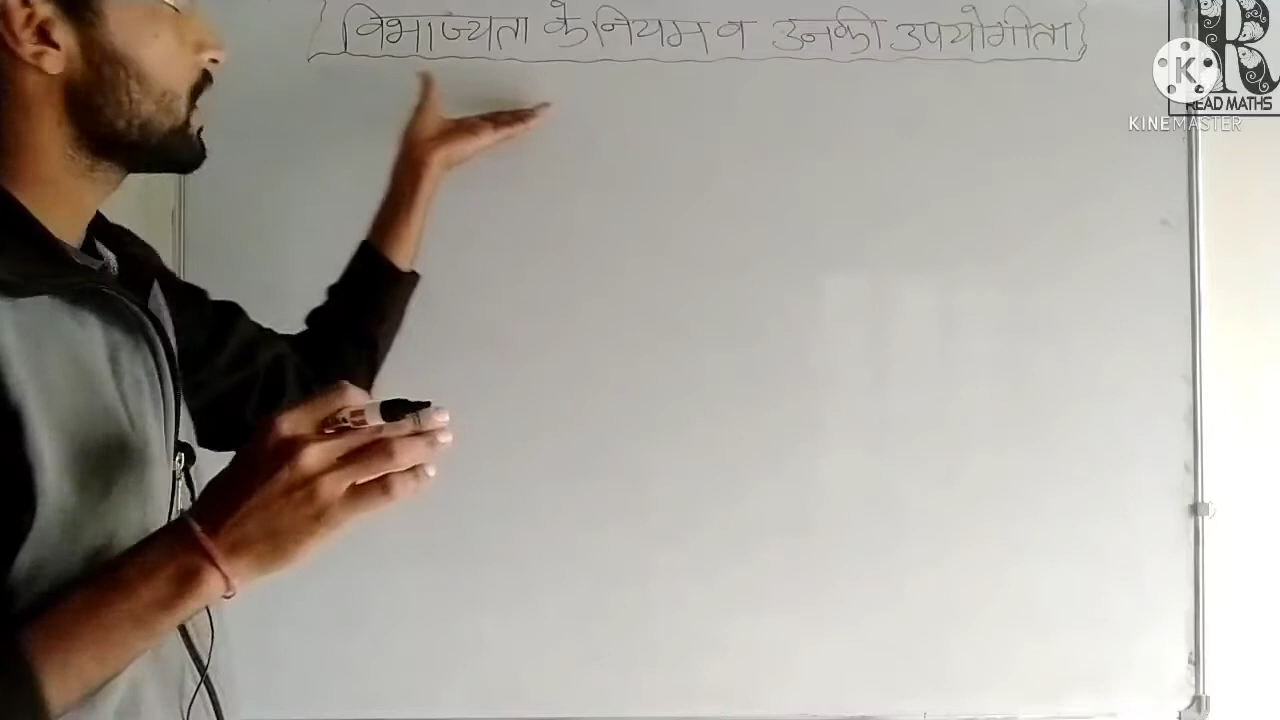 विभाज्यता के नियम व उनकी उपयोगीता
R
K
READ MATHS
KINEMASTER